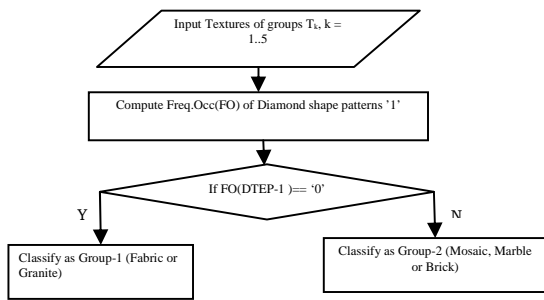 Input Textures of groups Tk, k =
1..5
Compute Freq.Occ(FO) of Diamond shape patterns '1'
If FO(DTEP-1 )== '0'
Y
N
Classify as Group-1 (Fabric or
Granite)
Classify as Group-2 (Mosaic, Marble
or Brick)